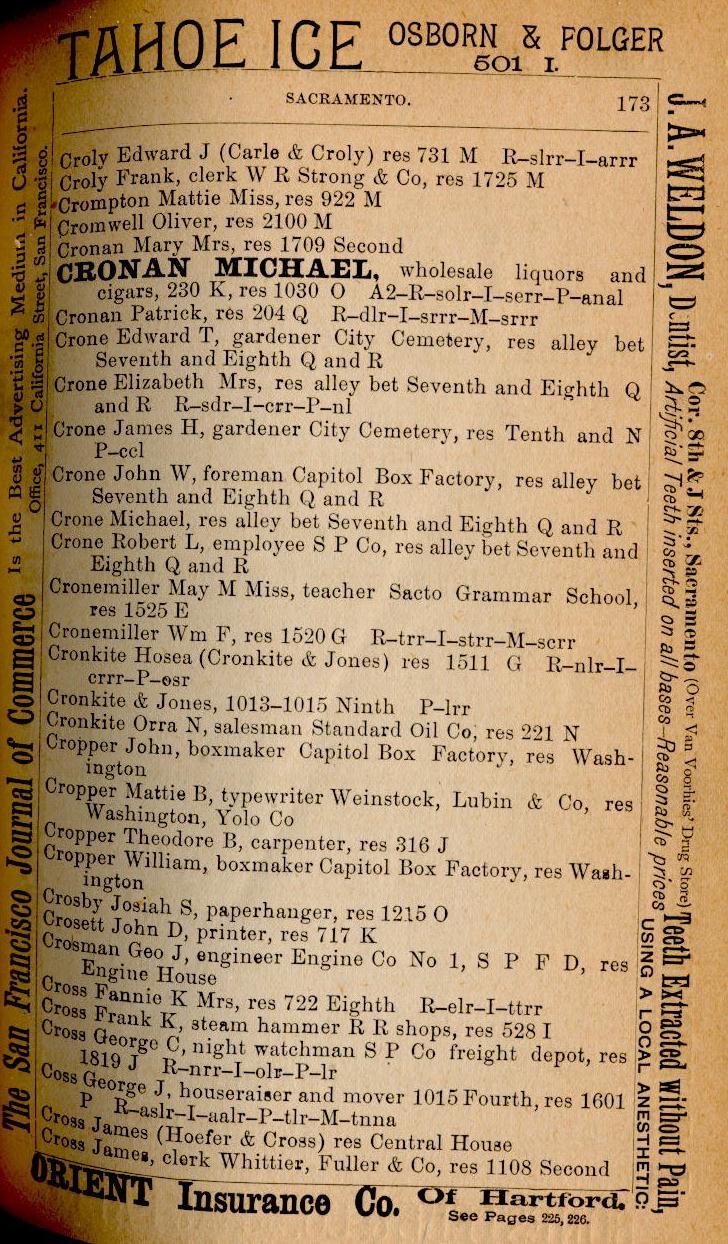 TAHOE ICE OSBORN & FOLGER
501 I.
SACRAMENTO. 173
Croly Edward J (Carle & Croly) res 731 M R–slrr–I–arrr
Croly Frank, clerk W R Strong & Co, res 1725 M
Crompton Mattie Miss, res 922 M
Cromwell Oliver, res 2100 M
Cronan Mary Mrs, res 1709 Second
CRONAN MICHAEL, wholesale liquors and
cigars, 230 K, res 1030 O A2–R–solr–I–serr–P–anal
Cronan Patrick, res 204 Q R–dlr–I–srrr–M–srrr
Crone Edward T, gardener City Cemetery, res alley bet
Seventh and Eighth Q and R
Crone Elizabeth Mrs, res alley bet Seventh and Eighth Q
and R R–sdr–I–crr–P–nl
Crone James H, gardener City Cemetery, res Tenth and N
P–ccl
Crone John W, foreman Capitol Box Factory, res alley bet
Seventh and Eighth Q and R
Crone Michael, res alley bet Seventh and Eighth Q and R
Crone Robert L, employee S P Co, res alley bet Seventh and
Eighth Q and R
Cronemiller May M Miss, teacher Sacto Grammar School,
res 1525 E
Cronemiller Wm F, res 1520 G R–trr–I–strr–M–scrr
Cronkite Hosea (Cronkite & Jones) res 1511 G R–nlr–I–
crrr–P–osr
Cronkite & Jones, 1013–1015 Ninth P–lrr
Cronkite Orra N, salesman Standard Oil Co, res 221 N
Cropper John, boxmaker Capitol Box Factory, res Wash-
ington
Cropper Mattie B, typewriter Weinstock, Lubin & Co, res
Washington, Yolo Co
Cropper Theodore B, carpenter, res 316 J
Cropper William, boxmaker Capitol Box Factory, res Wash-
ington
Crosby Josiah S, paperhanger, res 1215 O
Crosett John D, printer, res 717 K
Crosman Geo J, engineer Engine Co No 1, S P F D, res
Engine House
Cross Fannie K Mrs, res 722 Eighth R–elr–I–ttrr
Cross Frank K, steam hammer R R shops, res 528 I
Cross George C, night watchman S P Co freight depot, res
1819 J R–nrr–I–olr–P–lr
Coss George J, houseraiser and mover 1015 Fourth, res 1601
P R–aslr–I–aalr–P–tlr–M–tnna
Cross James (Hoefer & Cross) res Central House
Cross James, clerk Whittier, Fuller & Co, res 1108 Second
ORIENT Insurance Co. Of Hartford.
See Pages 225, 226.
The San Francisco Journal of Commerce Is the Best Advertising Medium in California.
Office, 411 California Street, San Francisco.
J. A. WELDON, Dentist, Cor. 8th & J Sts., Sacramento (Over Van Voorhies' Drug Store) Teeth Extracted without Pain,
Artificial Teeth inserted on all bases–Reasonable prices USING A LOCAL ANESTHETIC.